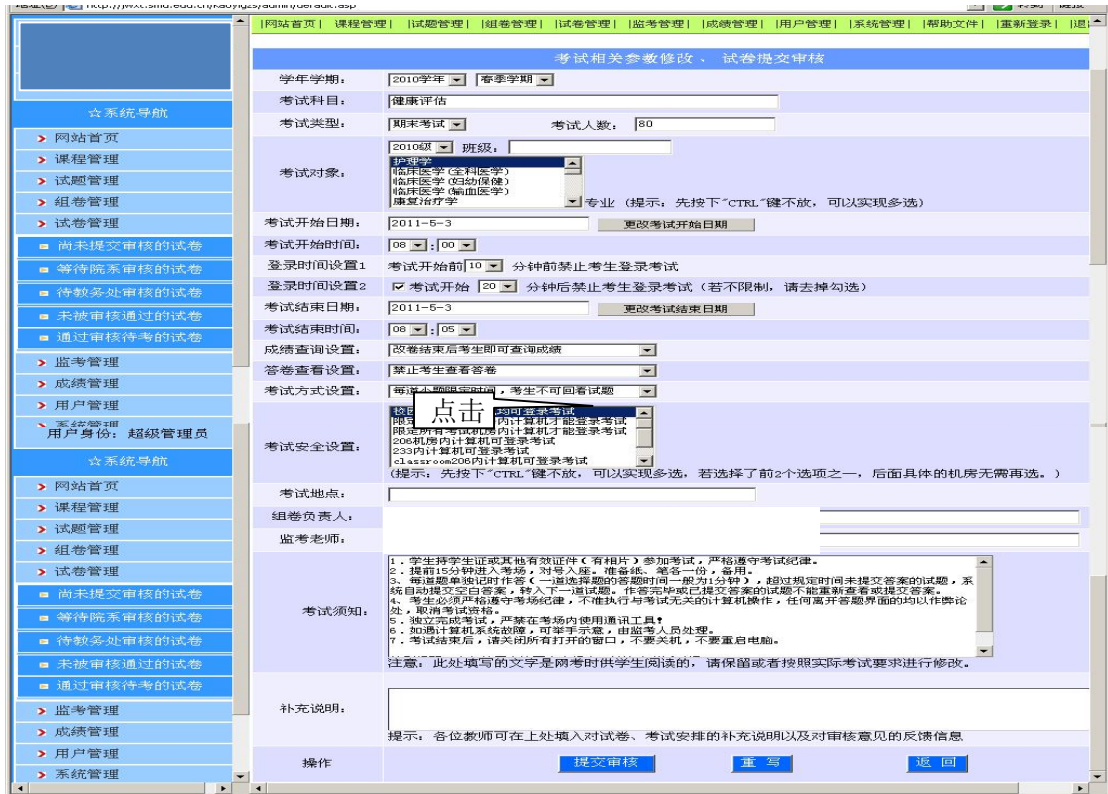 http://jwxt.smu.edu.cn/kaoyigzs/admin/default.asp
|网站首页| 课程管理| |试题管理| |组卷管理| |试卷管理| |监考管理| |成绩管理| |用户管理| |系统管理| |帮助文件| |重新登录|
☆系统导航
网站首页
课程管理
试题管理
组卷管理
试卷管理
尚未提交审核的试卷
等待院系审核的试卷
待教务处审核的试卷
未被审核通过的试卷
通过审核待考的试卷
监考管理
成绩管理
用户管理
系统管理
用户身份：超级管理员
☆系统导航
网站首页
课程管理
试题管理
组卷管理
试卷管理
尚未提交审核的试卷
等待院系审核的试卷
待教务处审核的试卷
未被审核通过的试卷
通过审核待考的试卷
监考管理
成绩管理
用户管理
系统管理
考试相关参数修改 、 试卷提交审核
学年学期： 2010学年 春季学期
考试科目： 健康评估
考试类型： 期末考试 考试人数： 80
考试对象： 2010级 班级：
护理学
临床医学(全科医学)
临床医学(妇幼保健)
临床医学(输血医学)
康复治疗学
专业 (提示：先按下"CTRL"键不放，可以实现多选)
考试开始日期： 2011-5-3 更改考试开始日期
考试开始时间： 08 : 00
登录时间设置1 考试开始前 10 分钟前禁止考生登录考试
登录时间设置2 考试开始 20 分钟后禁止考生登录考试 (若不限制，请去掉勾选)
考试结束日期： 2011-5-3 更改考试结束日期
考试结束时间： 08 : 05
成绩查询设置： 改卷结束后考生即可查询成绩
答卷查看设置： 禁止考生查看答卷
考试方式设置： 每道小题限定时间，考生不可回看试题
点击
考试安全设置：
均可登录考试
内计算机才能登录考试
限定所有考试机房内计算机才能登录考试
206机房内计算机可登录考试
233内计算机可登录考试
classroom206内计算机可登录考试
(提示：先按下"CTRL"键不放，可以实现多选，若选择了前2个选项之一，后面具体的机房无需再选。)
考试地点：
组卷负责人：
监考老师：
考试须知：
1．学生持学生证或其他有效证件(有相片)参加考试，严格遵守考试纪律。
2．提前15分钟进入考场，对号入座。准备纸、笔各一份，备用。
3、每道题单独记时作答(一道选择题的答题时间一般为1分钟)，超过规定时间未提交答案的试题，系
统自动提交空白答案，转入下一道试题。作答完毕或已提交答案的试题不能重新查看或提交答案。
4．考生必须严格遵守考场纪律，不准执行与考试无关的计算机操作，任何离开答题界面的均以作弊论
处，取消考试资格。
5．独立完成考试，严禁在考场内使用通讯工具！
6．如遇计算机系统故障，可举手示意，由监考人员处理。
7．考试结束后，请关闭所有打开的窗口，不要关机，不要重启电脑。
注意：此处填写的文字是网考时供学生阅读的，请保留或者按照实际考试要求进行修改。
补充说明：
提示：各位教师可在上处填入对试卷、考试安排的补充说明以及对审核意见的反馈信息
操作 提交审核 重 写 返 回